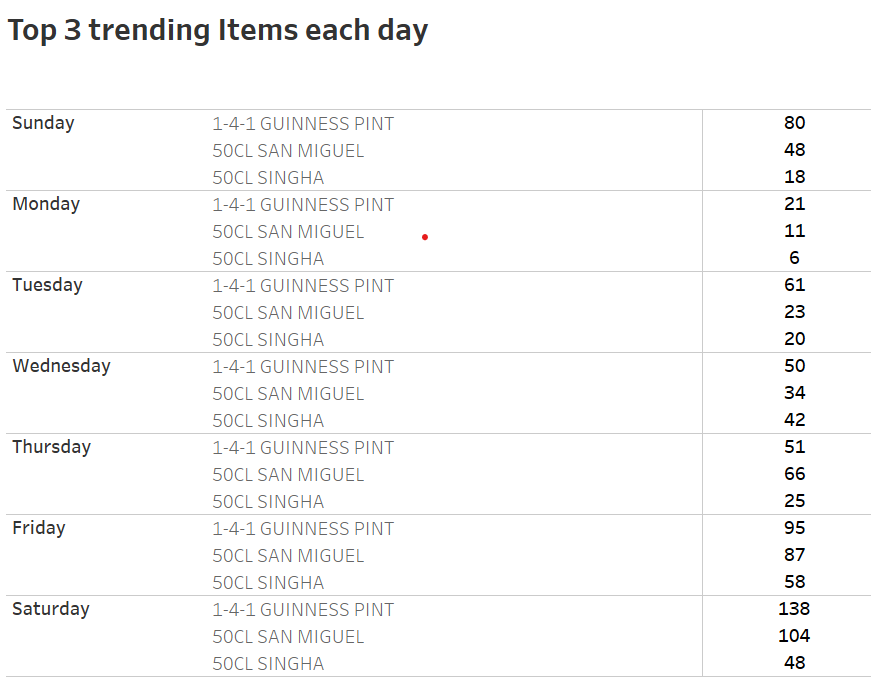 Top 3 trending Items each day
Sunday 1-4-1 GUINNESS PINT 80
50CL SAN MIGUEL 48
50CL SINGHA 18
Monday 1-4-1 GUINNESS PINT 21
50CL SAN MIGUEL 11
50CL SINGHA 6
Tuesday 1-4-1 GUINNESS PINT 61
50CL SAN MIGUEL 23
50CL SINGHA 20
Wednesday 1-4-1 GUINNESS PINT 50
50CL SAN MIGUEL 34
50CL SINGHA 42
Thursday 1-4-1 GUINNESS PINT 51
50CL SAN MIGUEL 66
50CL SINGHA 25
Friday 1-4-1 GUINNESS PINT 95
50CL SAN MIGUEL 87
50CL SINGHA 58
Saturday 1-4-1 GUINNESS PINT 138
50CL SAN MIGUEL 104
50CL SINGHA 48